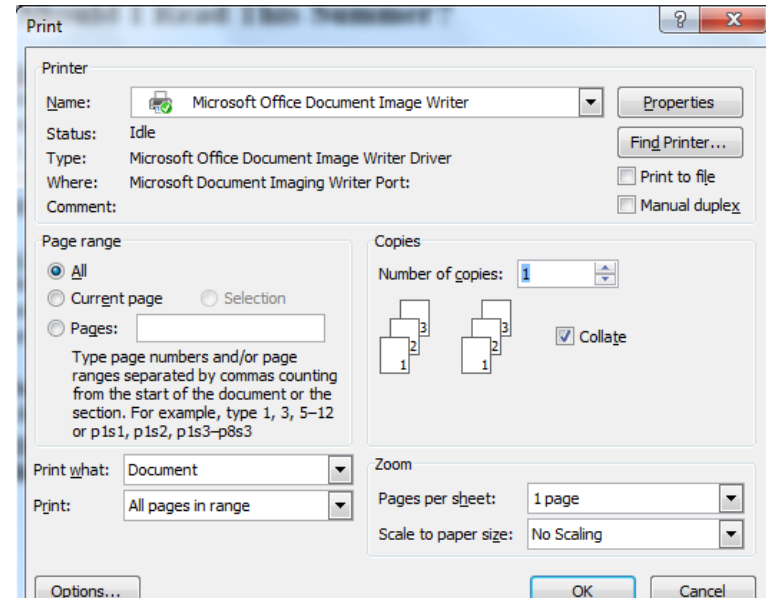 Should I Read This Summer?
Print
Printer
Name: Microsoft Office Document Image Writer Properties
Status: Idle Find Printer...
Type: Microsoft Office Document Image Writer Driver
Where: Microsoft Document Imaging Writer Port: Print to file
Comment: Manual duplex
Page range
All
Current page Selection
Pages:
Type page numbers and/or page
ranges separated by commas counting
from the start of the document or the
section. For example, type 1, 3, 5–12
or p1s1, p1s2, p1s3–p8s3
Copies
Number of copies: 1
1 2 3 1 2 3
Collate
Print what: Document
Print: All pages in range
Zoom
Pages per sheet: 1 page
Scale to paper size: No Scaling
Options... OK Cancel